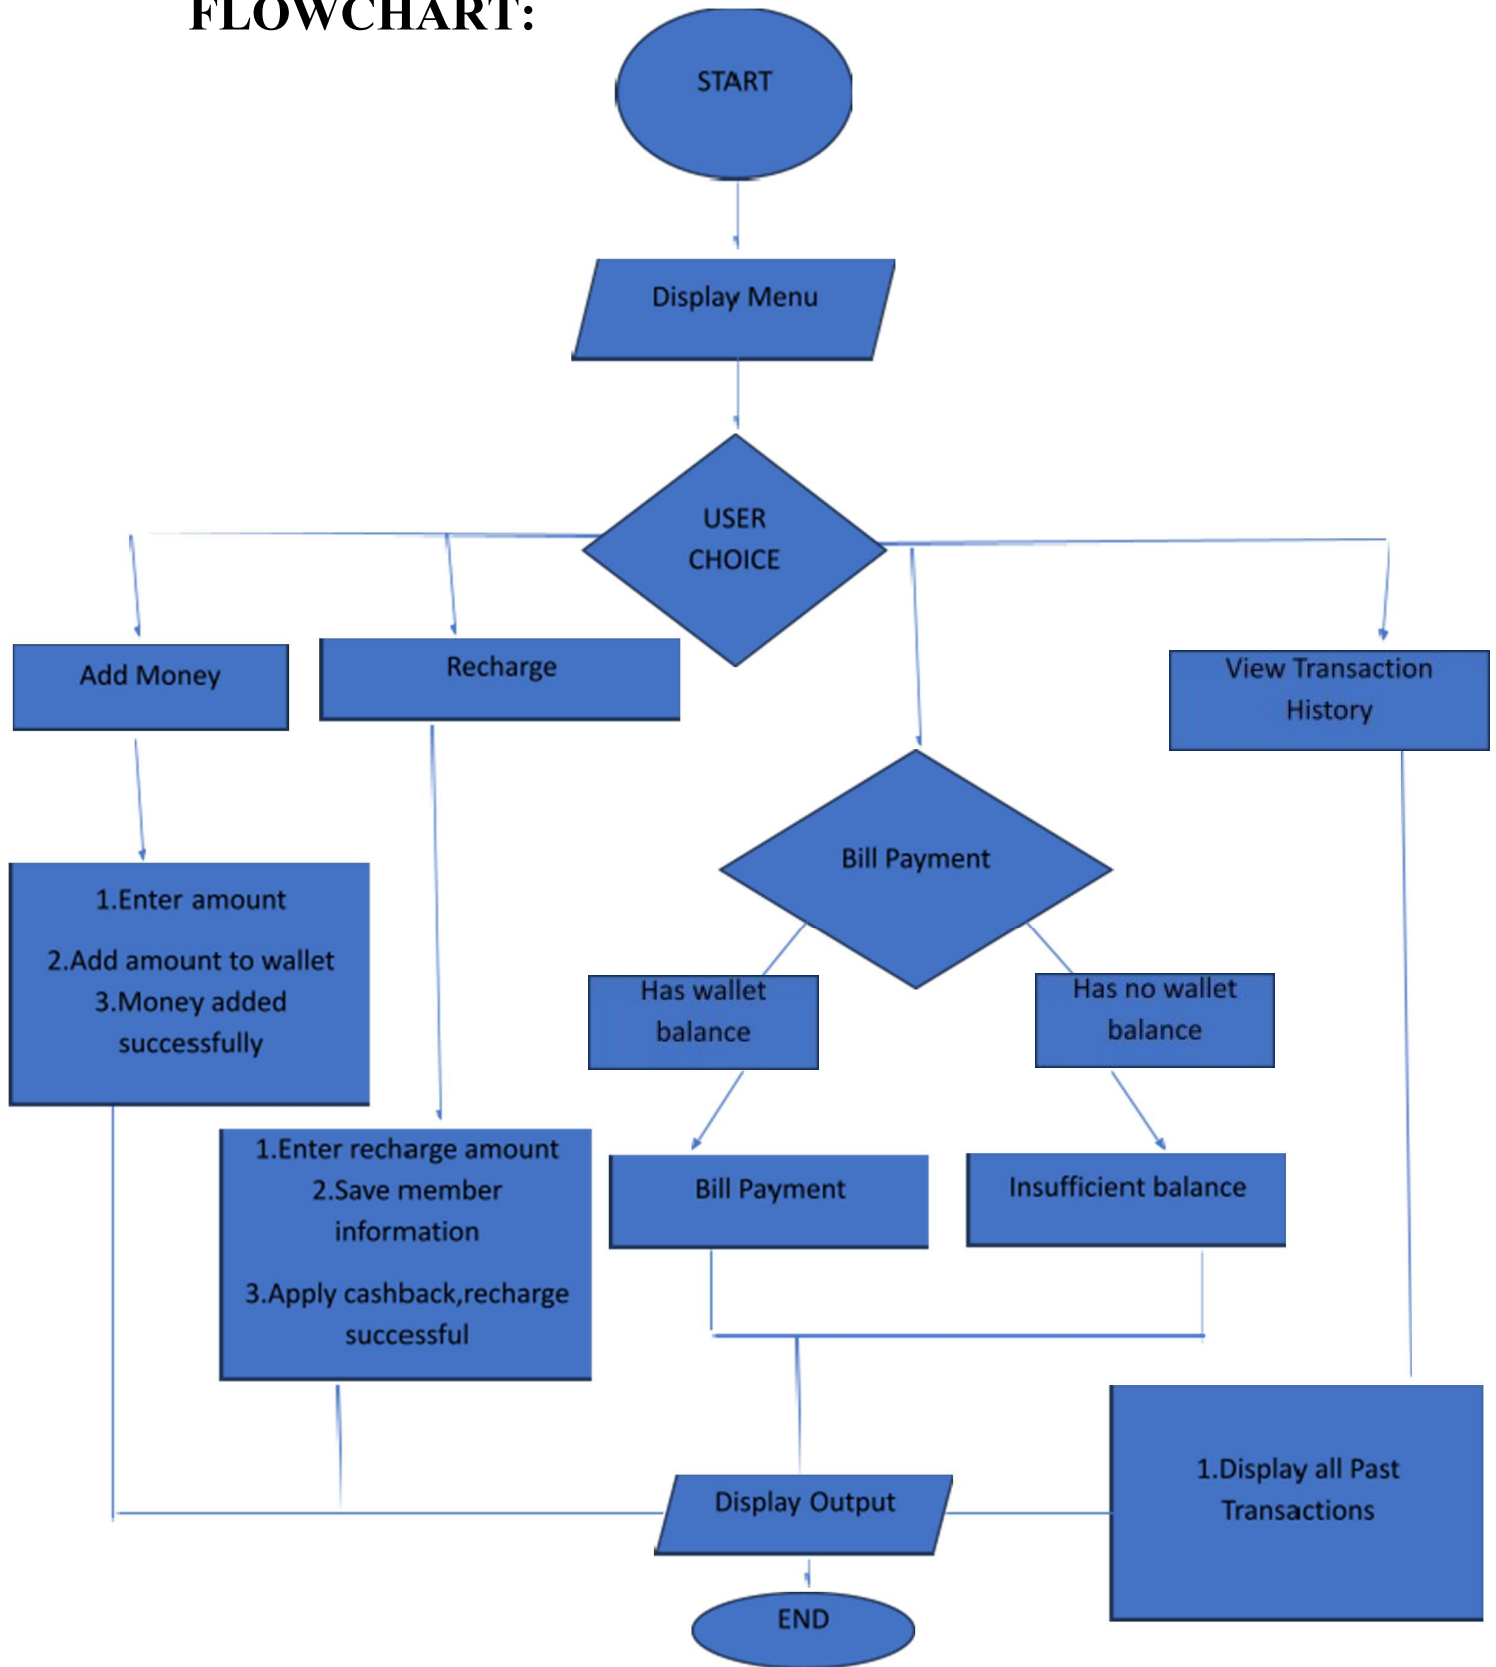 FLOWCHART:
START
Display Menu
USER
CHOICE
Add Money
Recharge
View Transaction
History
Bill Payment
1.Enter amount
2.Add amount to wallet
3.Money added
successfully
Has wallet
balance
Has no wallet
balance
1.Enter recharge amount
2.Save member
information
3.Apply cashback,recharge
successful
Bill Payment
Insufficient balance
1.Display all Past
Transactions
Display Output
END